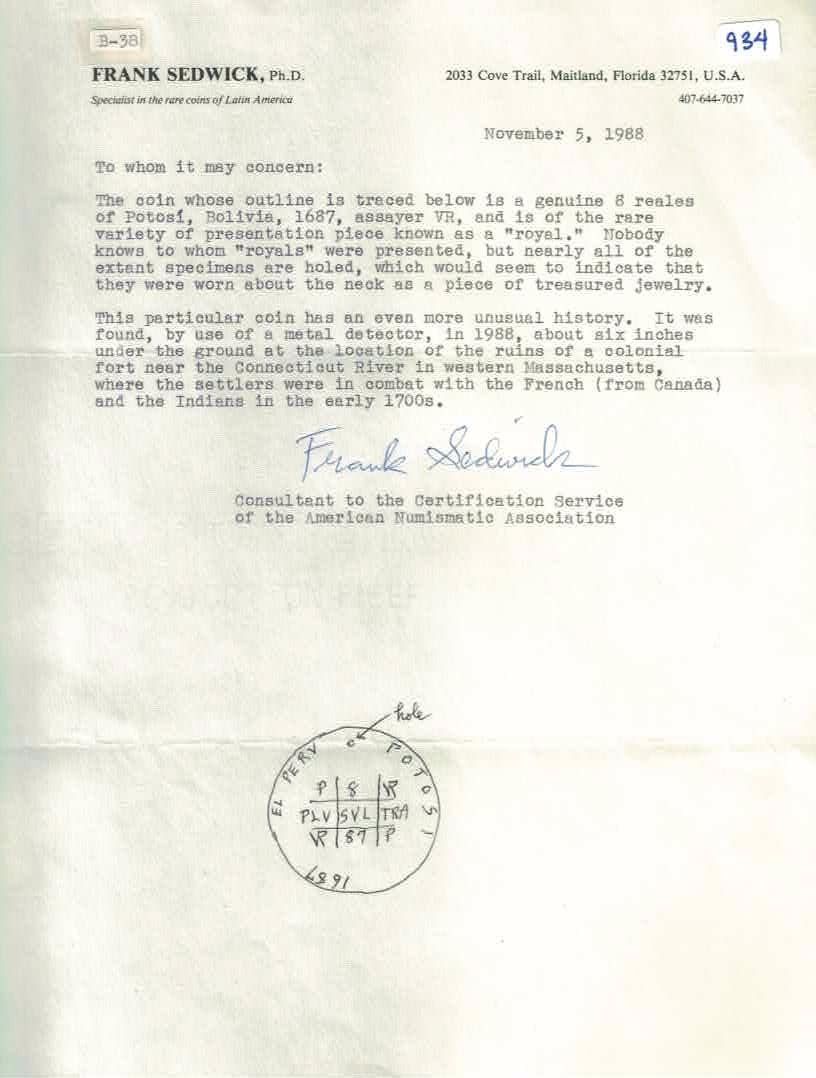 B-38
934
FRANK SEDWICK, Ph.D.
2033 Cove Trail, Maitland, Florida 32751, U.S.A.
Specialist in the rare coins of Latin America
407-644-7037
November 5, 1988
To whom it may concern:
The coin whose outline is traced below is a genuine 8 reales
of Potosí, Bolivia, 1687, assayer VR, and is of the rare
variety of presentation piece known as a "royal." Nobody
knows to whom "royals" were presented, but nearly all of the
extant specimens are holed, which would seem to indicate that
they were worn about the neck as a piece of treasured jewelry.
This particular coin has an even more unusual history. It was
found, by use of a metal detector, in 1988, about six inches
under the ground at the location of the ruins of a colonial
fort near the Connecticut River in western Massachusetts,
where the settlers were in combat with the French (from Canada)
and the Indians in the early 1700s.
Frank Sedwick
Consultant to the Certification Service
of the American Numismatic Association
hole
EL PERV POTOSI
P 8 VR
PLV SVL TRA
VR 87 P
1687